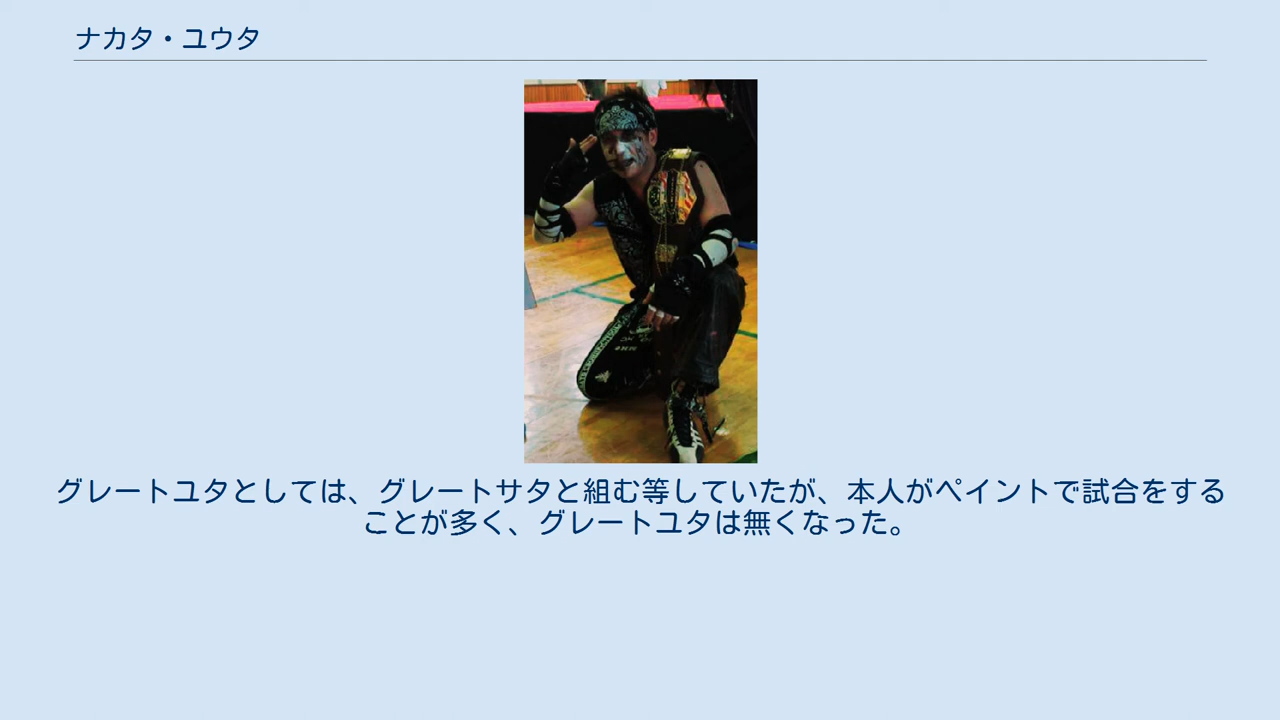 ナカタ・ユウタ
グレートユタとしては、グレートサタと組む等していたが、本人がペイントで試合をする
ことが多く、グレートユタは無くなった。